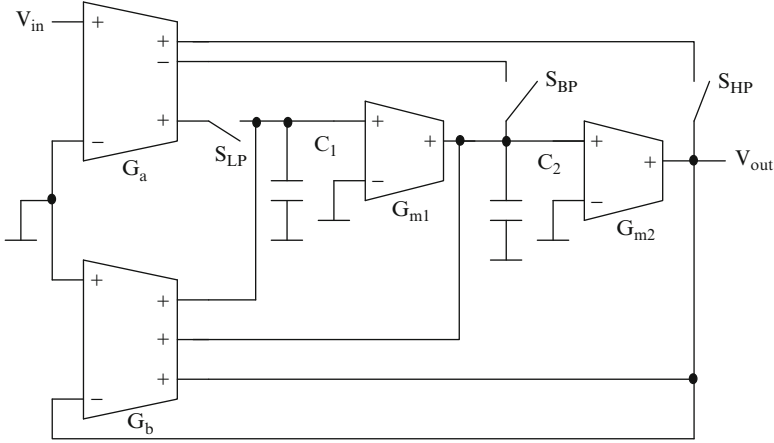 V_in
+
+
−
+
−
G_a
S_LP
C_1
+
−
+
G_m1
S_BP
C_2
+
−
+
G_m2
S_HP
V_out
+
+
+
+
−
G_b